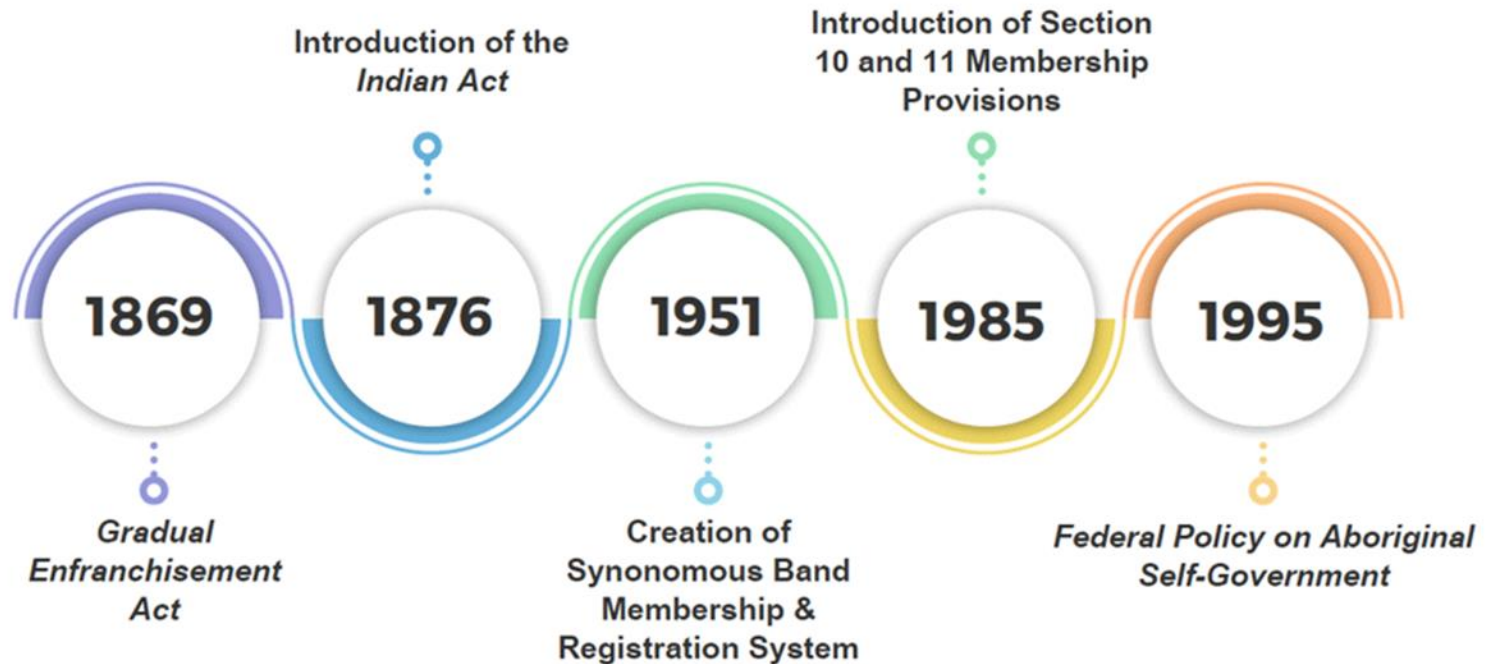 Introduction of the
Indian Act
Introduction of Section
10 and 11 Membership
Provisions
1869
1876
1951
1985
1995
Gradual
Enfranchisement
Act
Creation of
Synonomous Band
Membership &
Registration System
Federal Policy on Aboriginal
Self-Government